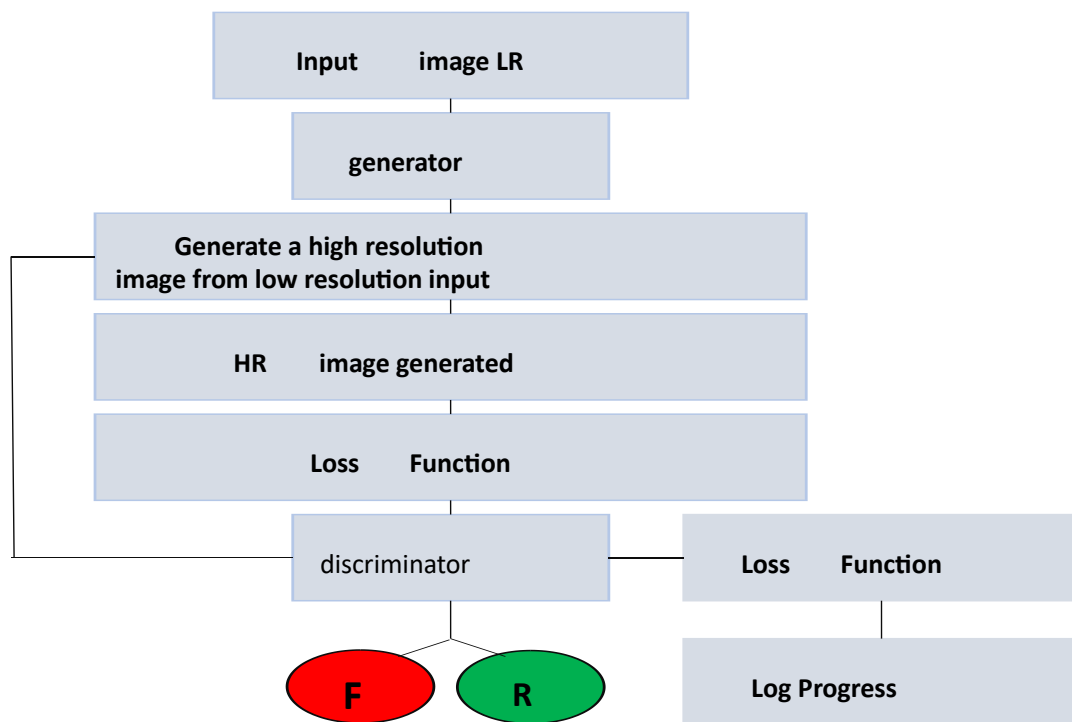 Input image LR
generator
Generate a high resolution
image from low resolution input
HR image generated
Loss Function
discriminator
Loss Function
F
R
Log Progress